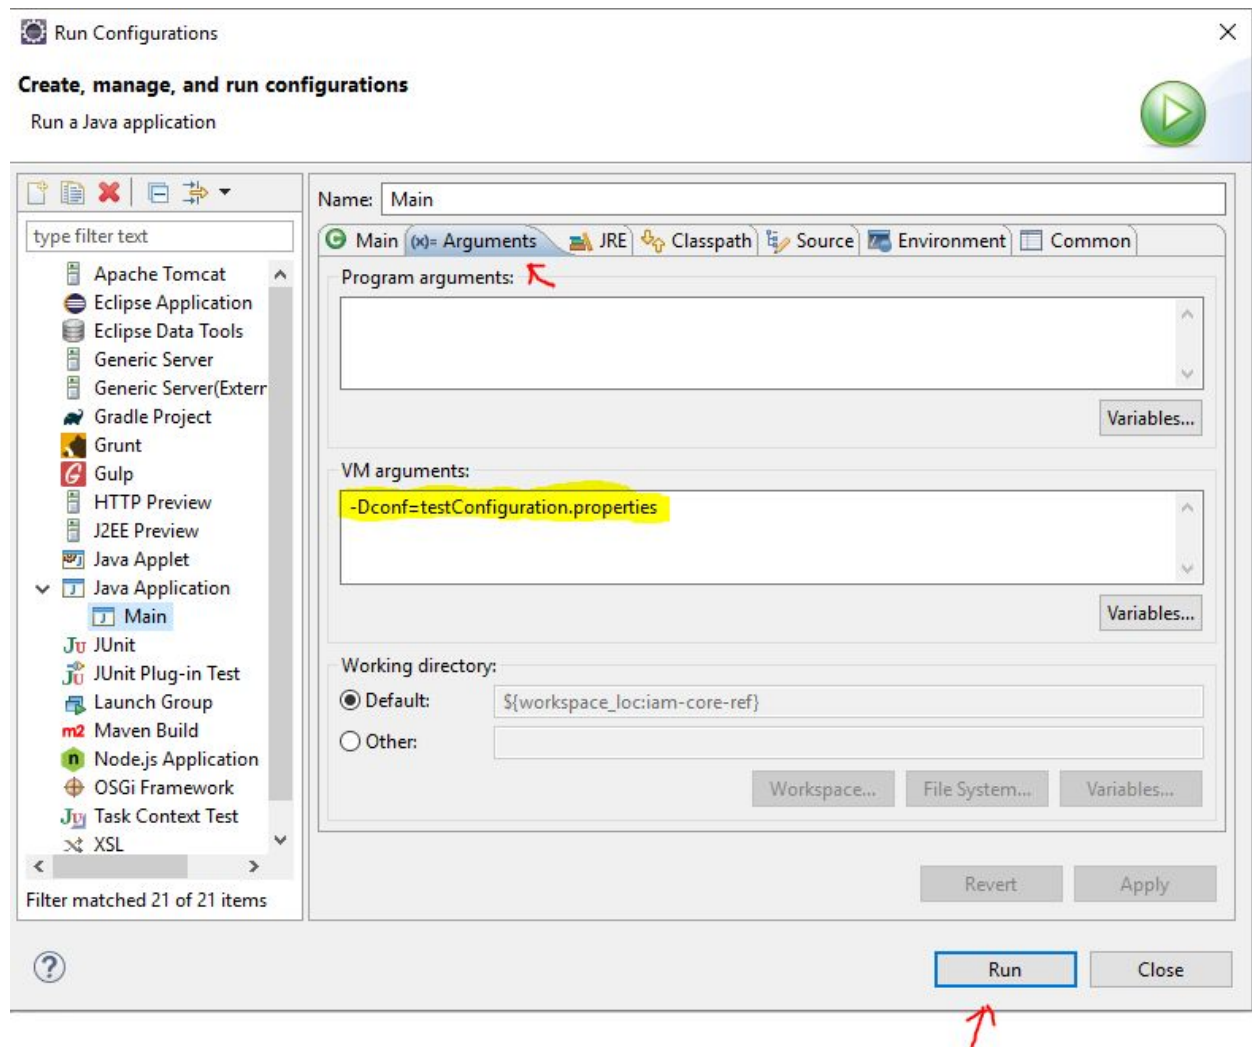 Run Configurations
Create, manage, and run configurations
Run a Java application
type filter text
Apache Tomcat
Eclipse Application
Eclipse Data Tools
Generic Server
Generic Server(Extern
Gradle Project
Grunt
Gulp
HTTP Preview
J2EE Preview
Java Applet
Java Application
Main
JUnit
JUnit Plug-in Test
Launch Group
Maven Build
Node.js Application
OSGi Framework
Task Context Test
XSL
Filter matched 21 of 21 items
Name: Main
Main (x)= Arguments JRE Classpath Source Environment Common
Program arguments:
Variables...
VM arguments:
-Dconf=testConfiguration.properties
Variables...
Working directory:
Default: ${workspace_loc:iam-core-ref}
Other:
Workspace... File System... Variables...
Revert Apply
Run Close